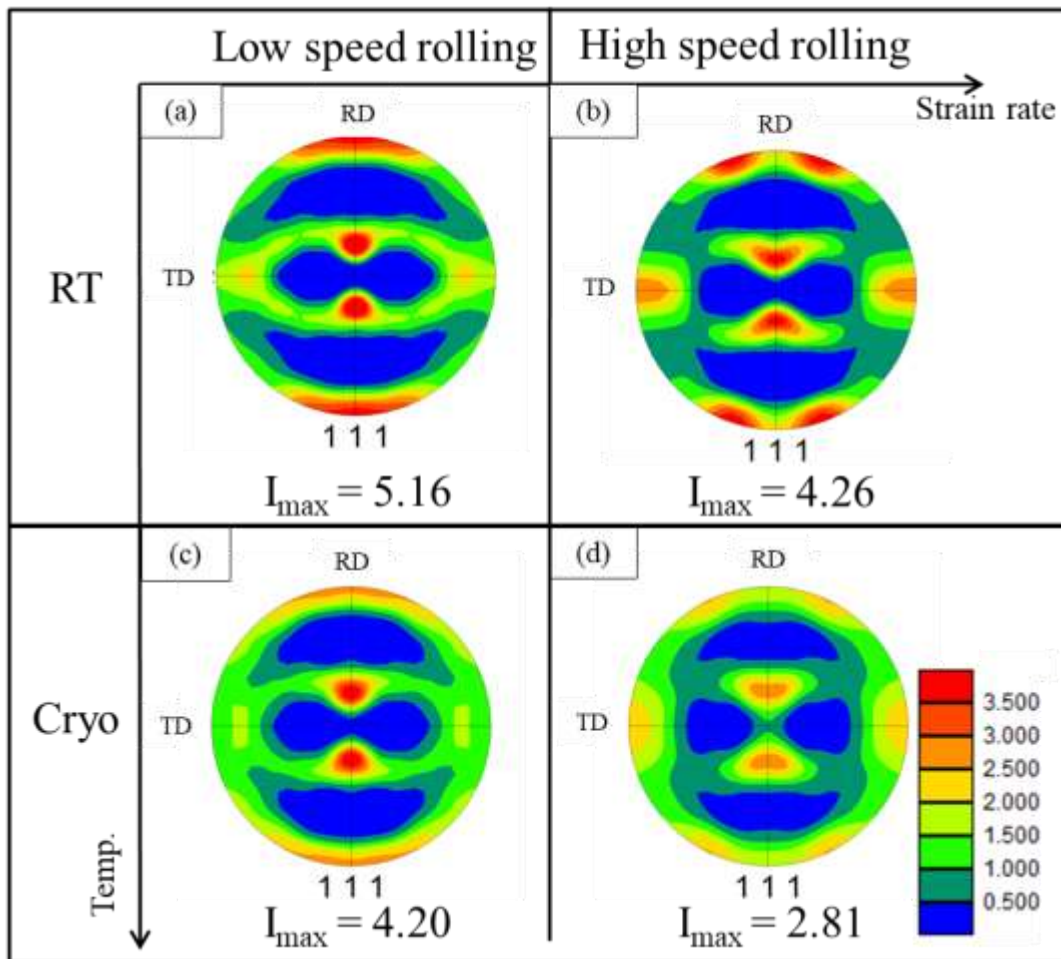 Low speed rolling
High speed rolling
Strain rate
(a)
RD
TD
1 1 1
I_max = 5.16
(b)
RD
TD
1 1 1
I_max = 4.26
RT
(c)
RD
TD
1 1 1
I_max = 4.20
(d)
RD
TD
1 1 1
I_max = 2.81
Cryo
Temp.
3.500
3.000
2.500
2.000
1.500
1.000
0.500